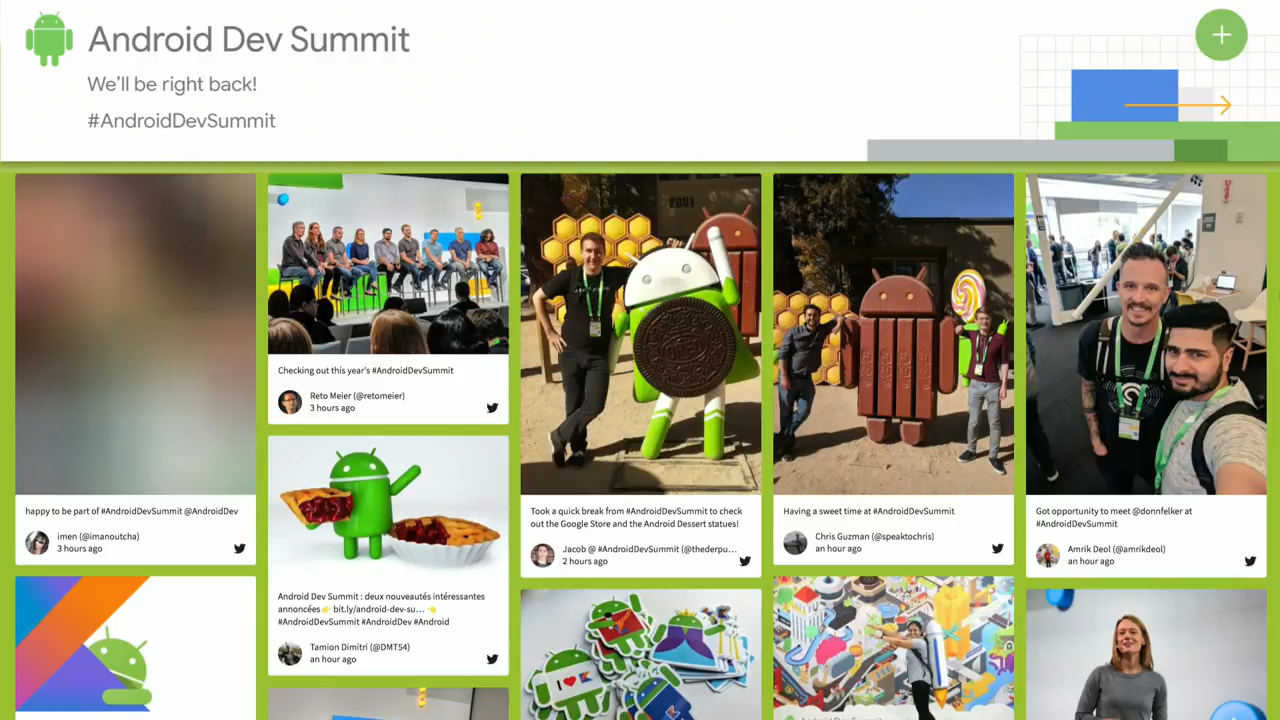 Android Dev Summit
We'll be right back!
#AndroidDevSummit
happy to be part of #AndroidDevSummit @AndroidDev
imen (@imanoutcha)
3 hours ago
Checking out this year's #AndroidDevSummit
Reto Meier (@retomeier)
3 hours ago
Android Dev Summit : deux nouveautés intéressantes
annoncées 👉 bit.ly/android-dev-su… 👈
#AndroidDevSummit #AndroidDev #Android
Tamion Dimitri (@DMT54)
an hour ago
2001
OREO
Took a quick break from #AndroidDevSummit to check
out the Google Store and the Android Dessert statues!
Jacob @ #AndroidDevSummit (@thederpu...
2 hours ago
I
Having a sweet time at #AndroidDevSummit
Chris Guzman (@speaktochris)
an hour ago
Android Dev Summit
Got opportunity to meet @donnfelker at
#AndroidDevSummit
Amrik Deol (@amrikdeol)
an hour ago